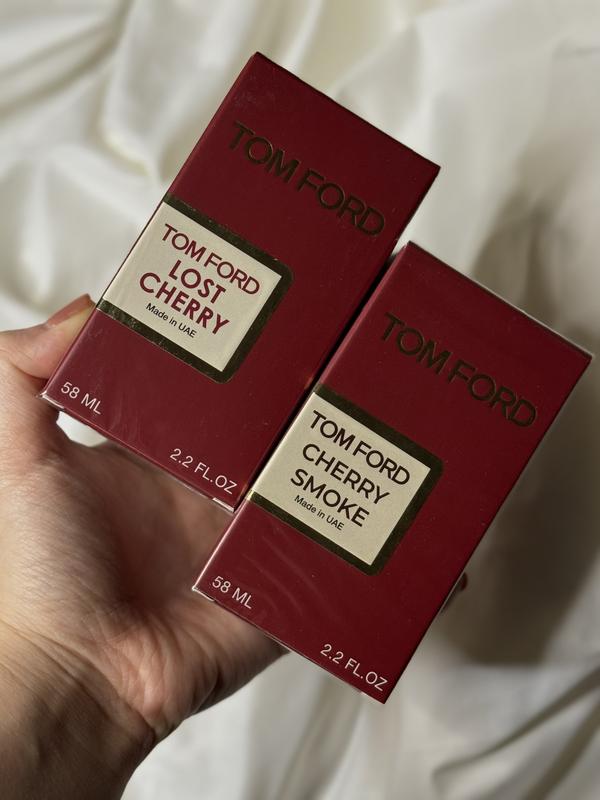 TOM FORD
TOM FORD
LOST
CHERRY
Made in UAE
58 ML
2.2 FL.OZ
TOM FORD
TOM FORD
CHERRY
SMOKE
Made in UAE
58 ML
2.2 FL.OZ